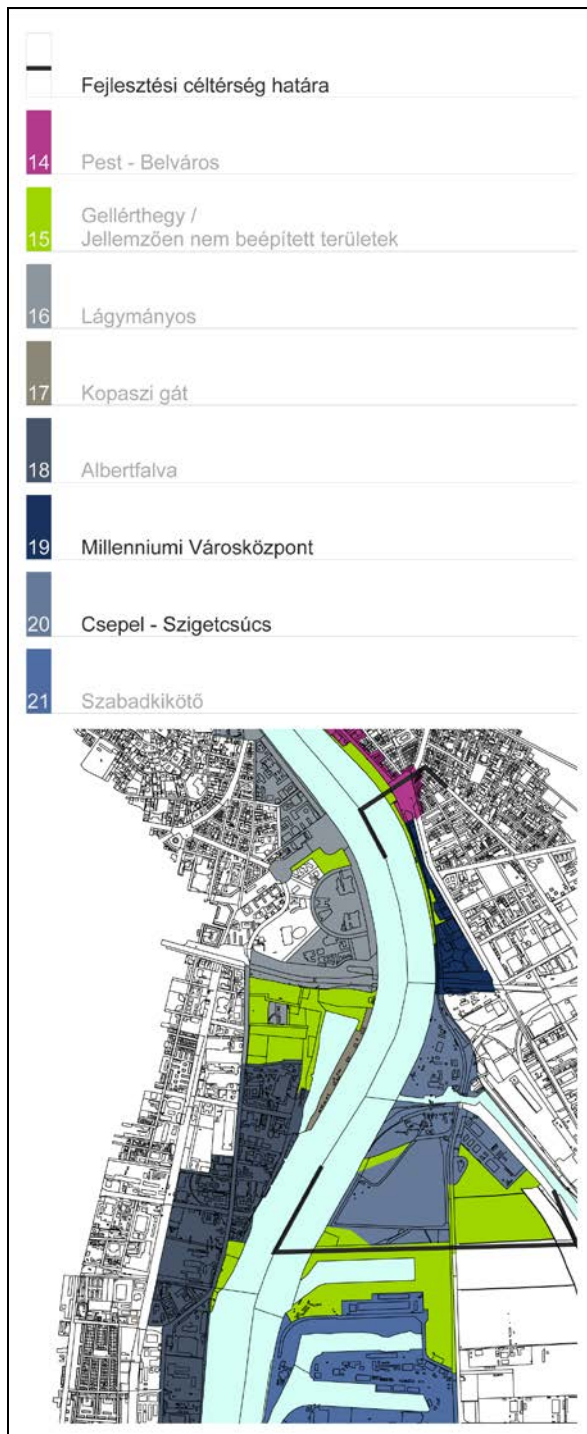 Fejlesztési céltérség határa
14 Pest - Belváros
Gellérthegy /
15 Jellemzően nem beépített területek
16 Lágymányos
17 Kopaszi gát
18 Albertfalva
19 Millenniumi Városközpont
20 Csepel - Szigetcsúcs
21 Szabadkikötő